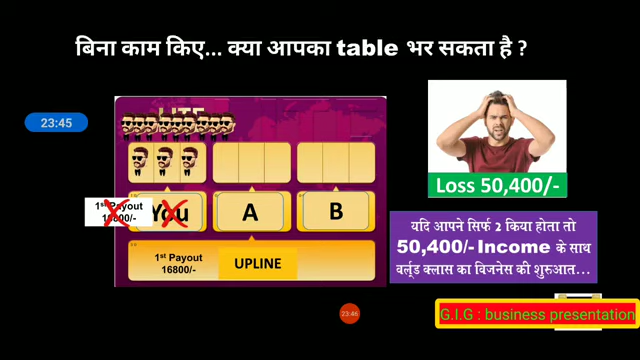 बिना काम किए... क्या आपका table भर सकता है ?
23:45
LITE
1st Payout
16800/-
You
A
B
1st Payout
16800/-
UPLINE
Loss 50,400/-
यदि आपने सिर्फ 2 किया होता तो
50,400/- Income के साथ
वर्ल्ड क्लास का विजनेस की शुरुआत...
23:46
G.I.G : business presentation